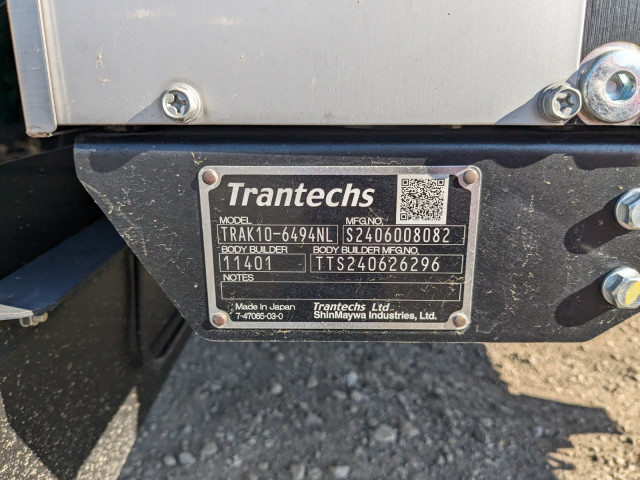 Trantechs
MODEL MFG.NO.
TRAK10-6494NL S2406008082
BODY BUILDER BODY BUILDER MFG.NO.
11401 TTS240626296
NOTES
Made in Japan Trantechs Ltd
7-47065-03-0 ShinMaywa Industries, Ltd.